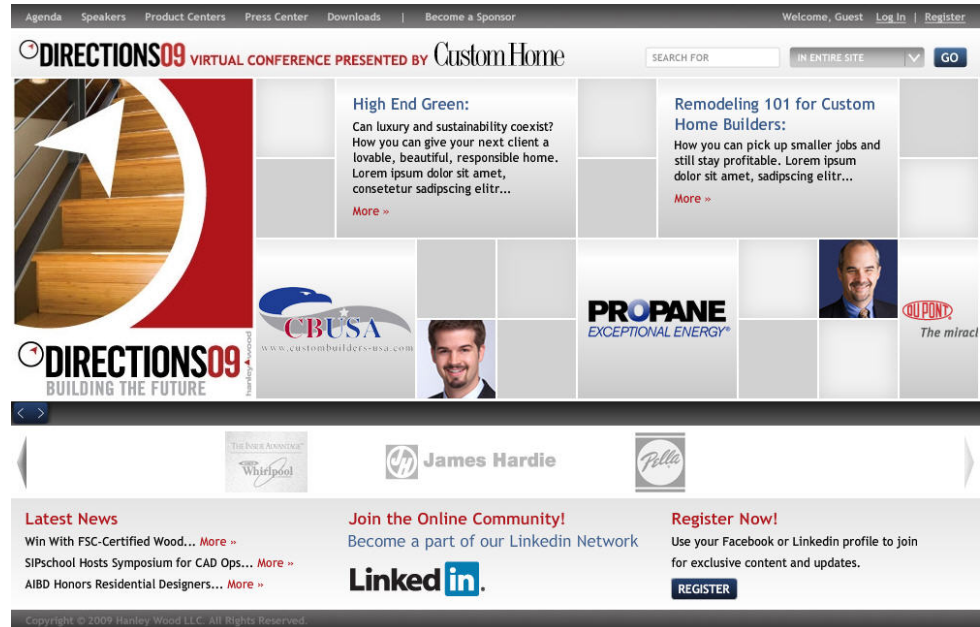 Agenda Speakers Product Centers Press Center Downloads | Become a Sponsor Welcome, Guest Log In | Register
DIRECTIONS09 VIRTUAL CONFERENCE PRESENTED BY Custom Home SEARCH FOR IN ENTIRE SITE GO
High End Green:
Can luxury and sustainability coexist?
How you can give your next client a
lovable, beautiful, responsible home.
Lorem ipsum dolor sit amet,
consetetur sadipscing elitr...
More »
Remodeling 101 for Custom
Home Builders:
How you can pick up smaller jobs and
still stay profitable. Lorem ipsum
dolor sit amet, sadipscing elitr...
More »
CBUSA
www.custombuilders-usa.com
PROPANE
EXCEPTIONAL ENERGY®
DUPONT
The miracl
DIRECTIONS09
BUILDING THE FUTURE
hanley wood
THE INSIDE ADVANTAGE™
Whirlpool
JH James Hardie
Pella
Latest News
Win With FSC-Certified Wood... More »
SIPschool Hosts Symposium for CAD Ops... More »
AIBD Honors Residential Designers... More »
Join the Online Community!
Become a part of our Linkedin Network
Linked in.
Register Now!
Use your Facebook or Linkedin profile to join
for exclusive content and updates.
REGISTER
Copyright © 2009 Hanley Wood LLC. All Rights Reserved.